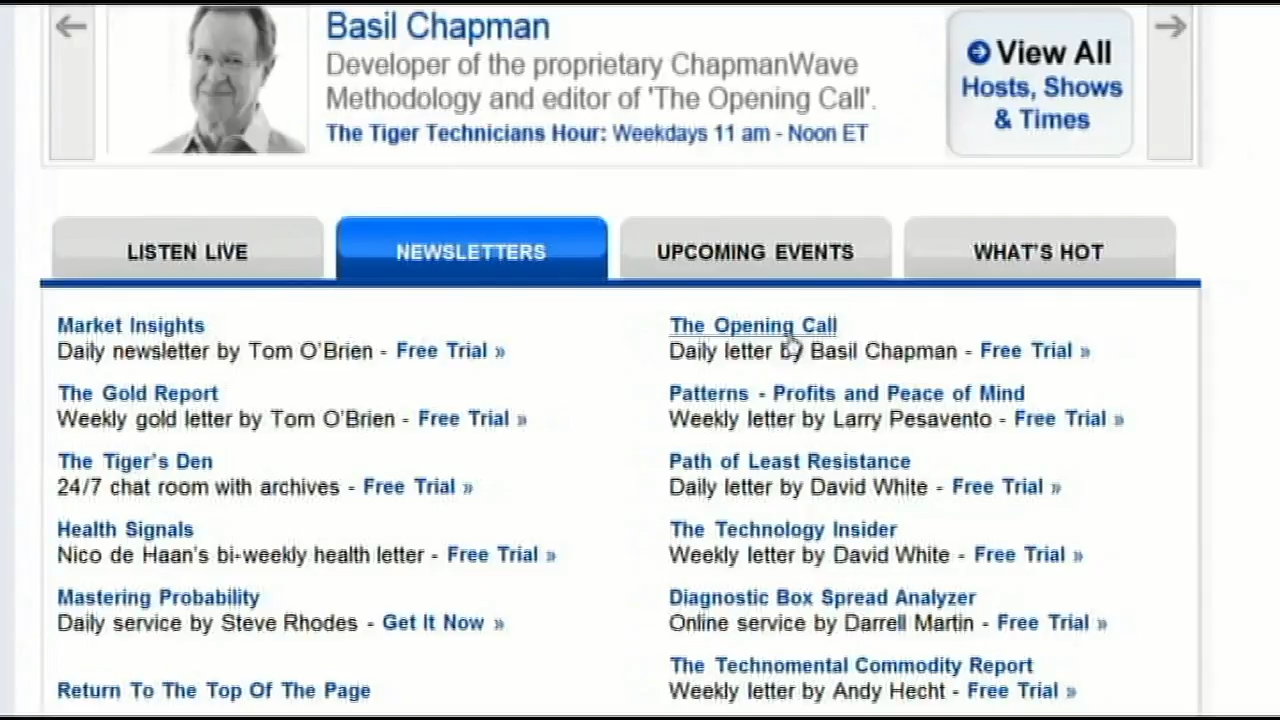 Basil Chapman
Developer of the proprietary ChapmanWave
Methodology and editor of 'The Opening Call'.
The Tiger Technicians Hour: Weekdays 11 am - Noon ET
View All
Hosts, Shows
& Times
LISTEN LIVE
NEWSLETTERS
UPCOMING EVENTS
WHAT'S HOT
Market Insights
Daily newsletter by Tom O'Brien - Free Trial »
The Gold Report
Weekly gold letter by Tom O'Brien - Free Trial »
The Tiger's Den
24/7 chat room with archives - Free Trial »
Health Signals
Nico de Haan's bi-weekly health letter - Free Trial »
Mastering Probability
Daily service by Steve Rhodes - Get It Now »
Return To The Top Of The Page
The Opening Call
Daily letter by Basil Chapman - Free Trial »
Patterns - Profits and Peace of Mind
Weekly letter by Larry Pesavento - Free Trial »
Path of Least Resistance
Daily letter by David White - Free Trial »
The Technology Insider
Weekly letter by David White - Free Trial »
Diagnostic Box Spread Analyzer
Online service by Darrell Martin - Free Trial »
The Technomental Commodity Report
Weekly letter by Andy Hecht - Free Trial »